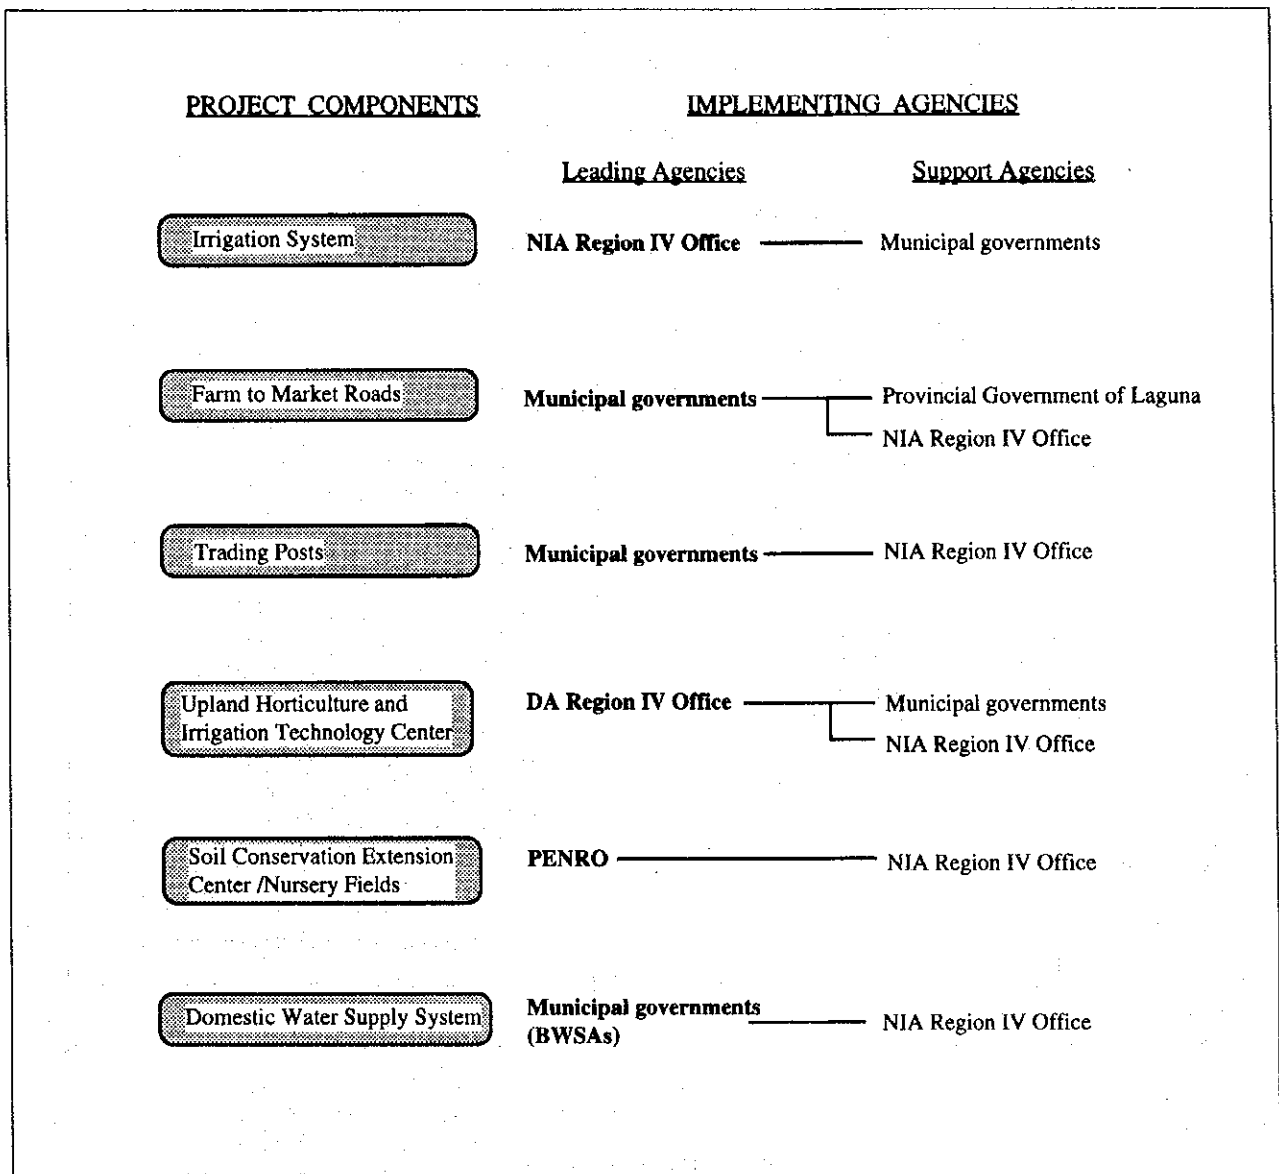 PROJECT COMPONENTS
IMPLEMENTING AGENCIES
Leading Agencies
Support Agencies
Irrigation System
NIA Region IV Office
Municipal governments
Farm to Market Roads
Municipal governments
Provincial Government of Laguna
NIA Region IV Office
Trading Posts
Municipal governments
NIA Region IV Office
Upland Horticulture and
Irrigation Technology Center
DA Region IV Office
Municipal governments
NIA Region IV Office
Soil Conservation Extension
Center /Nursery Fields
PENRO
NIA Region IV Office
Domestic Water Supply System
Municipal governments
(BWSAs)
NIA Region IV Office